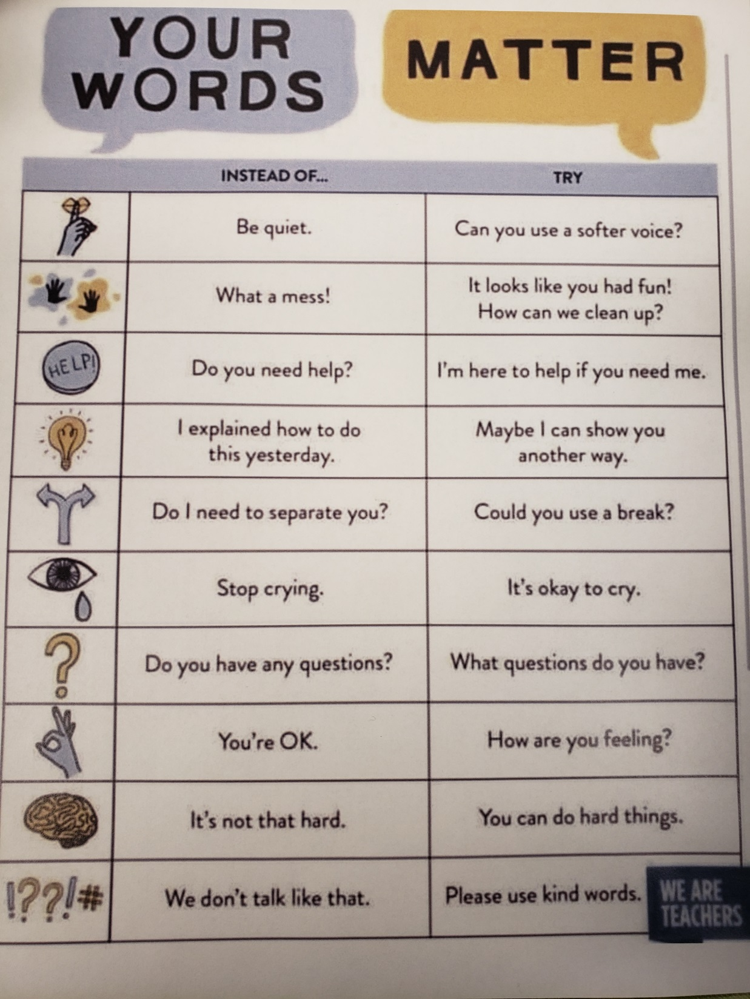 YOUR
WORDS
MATTER
INSTEAD OF...
TRY
Be quiet.
Can you use a softer voice?
What a mess!
It looks like you had fun!
How can we clean up?
HELP!
Do you need help?
I'm here to help if you need me.
I explained how to do
this yesterday.
Maybe I can show you
another way.
Do I need to separate you?
Could you use a break?
Stop crying.
It's okay to cry.
?
Do you have any questions?
What questions do you have?
You're OK.
How are you feeling?
It's not that hard.
You can do hard things.
!??!#
We don't talk like that.
Please use kind words.
WE ARE
TEACHERS